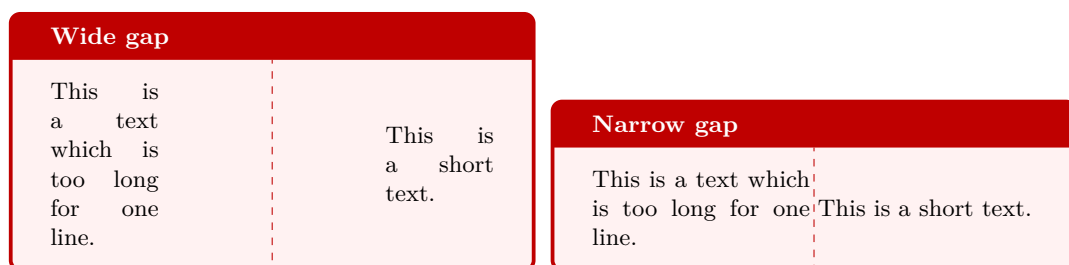 Wide gap
This is
a text
which is
too long
for one
line.
This is
a short
text.
Narrow gap
This is a text which
is too long for one
line.
This is a short text.